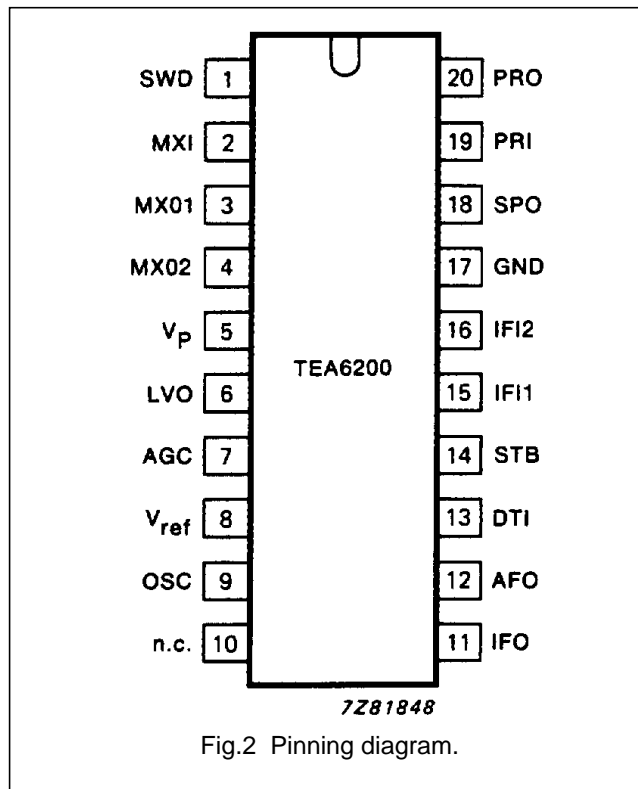 SWD 1 20 PRO
MXI 2 19 PRI
MX01 3 18 SPO
MX02 4 17 GND
VP 5 16 IFI2
TEA6200
LVO 6 15 IFI1
AGC 7 14 STB
Vref 8 13 DTI
OSC 9 12 AFO
n.c. 10 11 IFO
7Z81848
Fig.2 Pinning diagram.